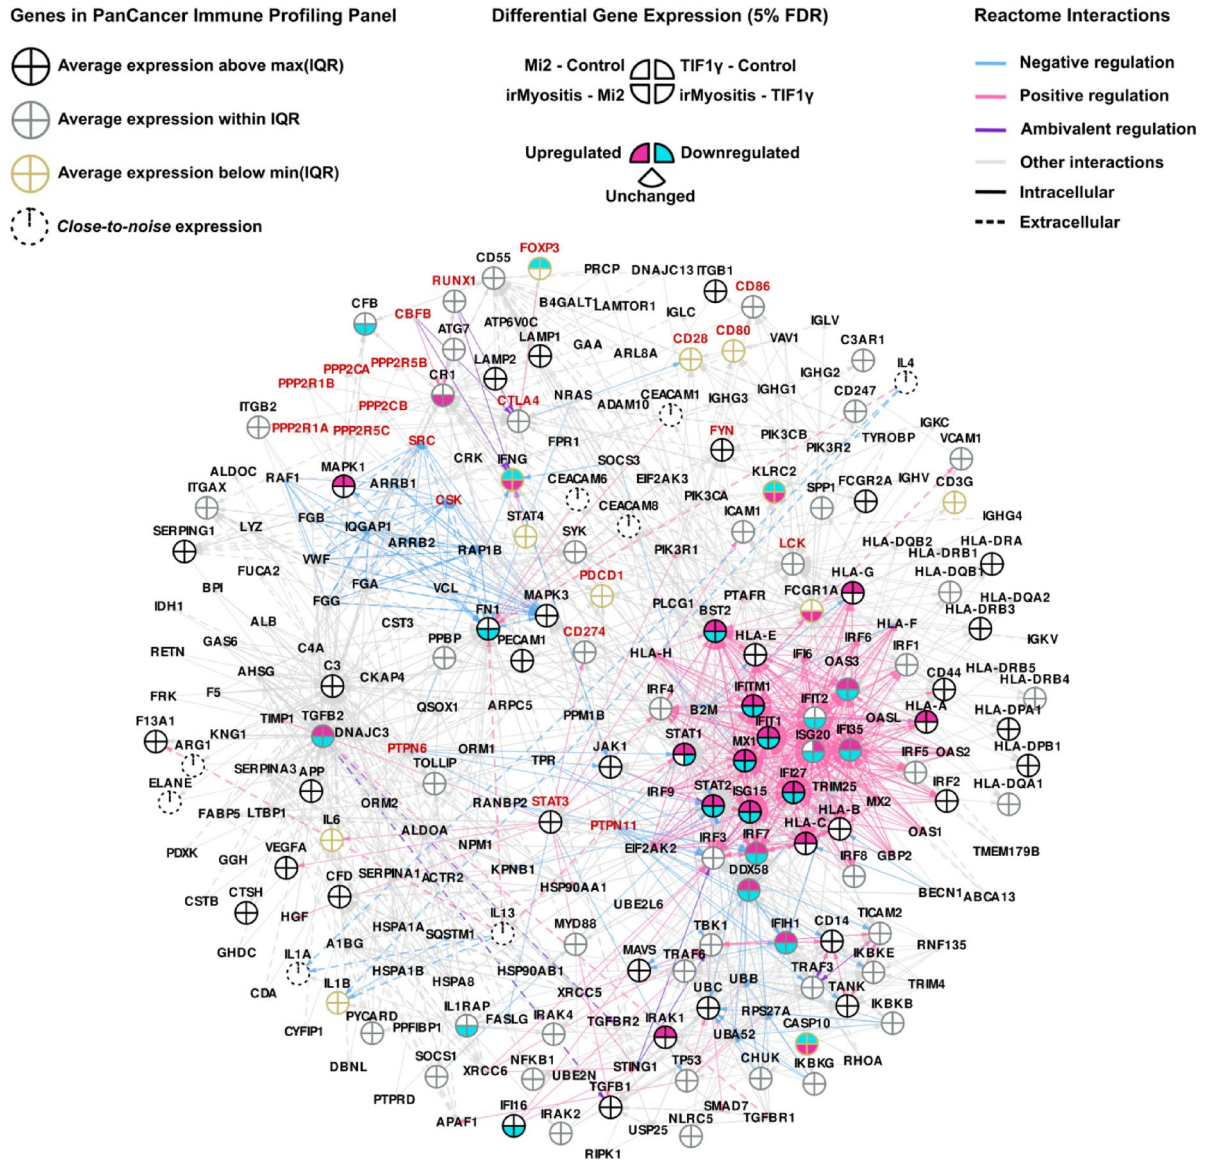 Genes in PanCancer Immune Profiling Panel
Average expression above max(IQR)
Average expression within IQR
Average expression below min(IQR)
Close-to-noise expression
Differential Gene Expression (5% FDR)
Mi2 - Control
TIF1γ - Control
irMyositis - Mi2
irMyositis - TIF1γ
Upregulated
Downregulated
Unchanged
Reactome Interactions
Negative regulation
Positive regulation
Ambivalent regulation
Other interactions
Intracellular
Extracellular
FOXP3
CD55
PRCP
DNAJC13
ITGB1
RUNX1
CD86
CFB
CBFB
B4GALT1
LAMTOR1
IGLC
IGLV
ATG7
ATP6V0C
LAMP1
GAA
ARL8A
CD28
CD80
VAV1
C3AR1
PPP2CA
PPP2R5B
LAMP2
IL4
PPP2R1B
CR1
IGHG2
NRAS
CEACAM1
IGHG3
IGHG1
CD247
ITGB2
PPP2CB
CTLA4
ADAM10
IGKC
PPP2R1A
PPP2R5C
FYN
PIK3CB
PIK3R2
TYROBP
VCAM1
SRC
FPR1
CRK
IFNG
SOCS3
ALDOC
RAF1
MAPK1
ARRB1
CEACAM6
EIF2AK3
KLRC2
SPP1
FCGR2A
IGHV
CD3G
ITGAX
CSK
CEACAM8
PIK3CA
ICAM1
IGHG4
SERPING1
LYZ
FGB
IQGAP1
STAT4
SYK
ARRB2
RAP1B
PIK3R1
LCK
HLA-DQB2
HLA-DRB1
HLA-DRA
VWF
FUCA2
HLA-G
HLA-DQB1
BPI
FGA
VCL
PDCD1
FCGR1A
PTAFR
HLA-DQA2
IDH1
FGG
FN1
MAPK3
PLCG1
BST2
HLA-DRB3
ALB
CST3
HLA-F
GAS6
C4A
PPBP
PECAM1
CD274
HLA-E
IRF6
IRF1
IGKV
RETN
HLA-H
IFI6
OAS3
AHSG
C3
CKAP4
CD44
HLA-DRB5
HLA-DRB4
FRK
F5
IRF4
IFITM1
IFIT2
TIMP1
TGFB2
QSOX1
ARPC5
PPM1B
B2M
OASL
HLA-A
HLA-DPA1
F13A1
KNG1
DNAJC3
IFIT1
ARG1
PTPN6
ORM1
JAK1
STAT1
MX1
ISG20
IFI35
IRF5
OAS2
HLA-DPB1
SERPINA3
APP
TOLLIP
TPR
ELANE
IFI27
TRIM25
IRF2
HLA-DQA1
FABP5
LTBP1
ORM2
RANBP2
STAT3
IRF9
STAT2
ISG15
MX2
IL6
ALDOA
PTPN11
HLA-C
HLA-B
OAS1
PDXK
VEGFA
NPM1
EIF2AK2
IRF3
IRF7
IRF8
GBP2
TMEM179B
GGH
CFD
SERPINA1
ACTR2
KPNB1
DDX58
CSTB
CTSH
HSP90AA1
BECN1
ABCA13
HGF
IL13
UBE2L6
HSPA1A
SQSTM1
MYD88
TBK1
IFIH1
CD14
TICAM2
GHDC
IL1A
A1BG
MAVS
TRAF6
IKBKE
RNF135
HSPA1B
HSPA8
HSP90AB1
TRAF3
UBB
TANK
TRIM4
CDA
IL1B
XRCC5
UBC
IKBKB
CYFIP1
PYCARD
PPFIBP1
IL1RAP
FASLG
IRAK4
TGFBR2
IRAK1
RPS27A
CASP10
UBA52
SOCS1
NFKB1
STING1
TP53
CHUK
IKBKG
RHOA
DBNL
XRCC6
UBE2N
TGFB1
PTPRD
IFI16
SMAD7
TGFBR1
APAF1
IRAK2
USP25
NLRC5
RIPK1